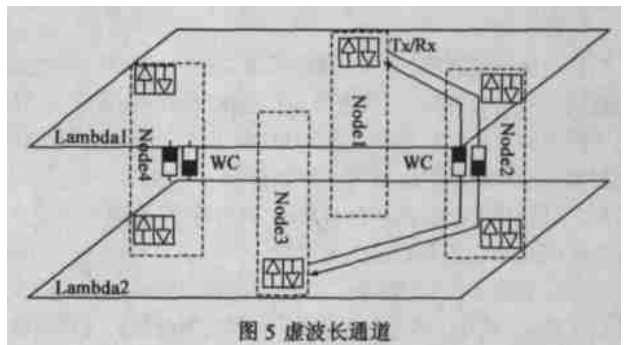 Tx/Rx
Node1
Node2
Lambda1
Node4
WC
WC
Node3
Lambda2
图 5 虚波长通道